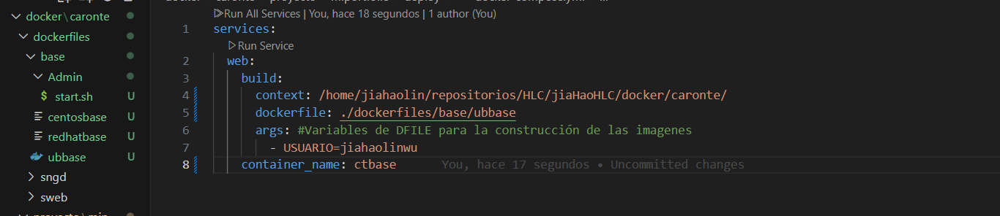 docker\caronte
dockerfiles
base
Admin
$ start.sh U
centosbase U
redhatbase U
ubbase U
sngd
sweb
Run All Services | You, hace 18 segundos | 1 author (You)
1 services:
Run Service
2 web:
3 build:
4 context: /home/jiahaolin/repositorios/HLC/jiaHaoHLC/docker/caronte/
5 dockerfile: ./dockerfiles/base/ubbase
6 args: #Variables de DFILE para la construcción de las imagenes
7 - USUARIO=jiahaolinwu
8 container_name: ctbase You, hace 17 segundos • Uncommitted changes